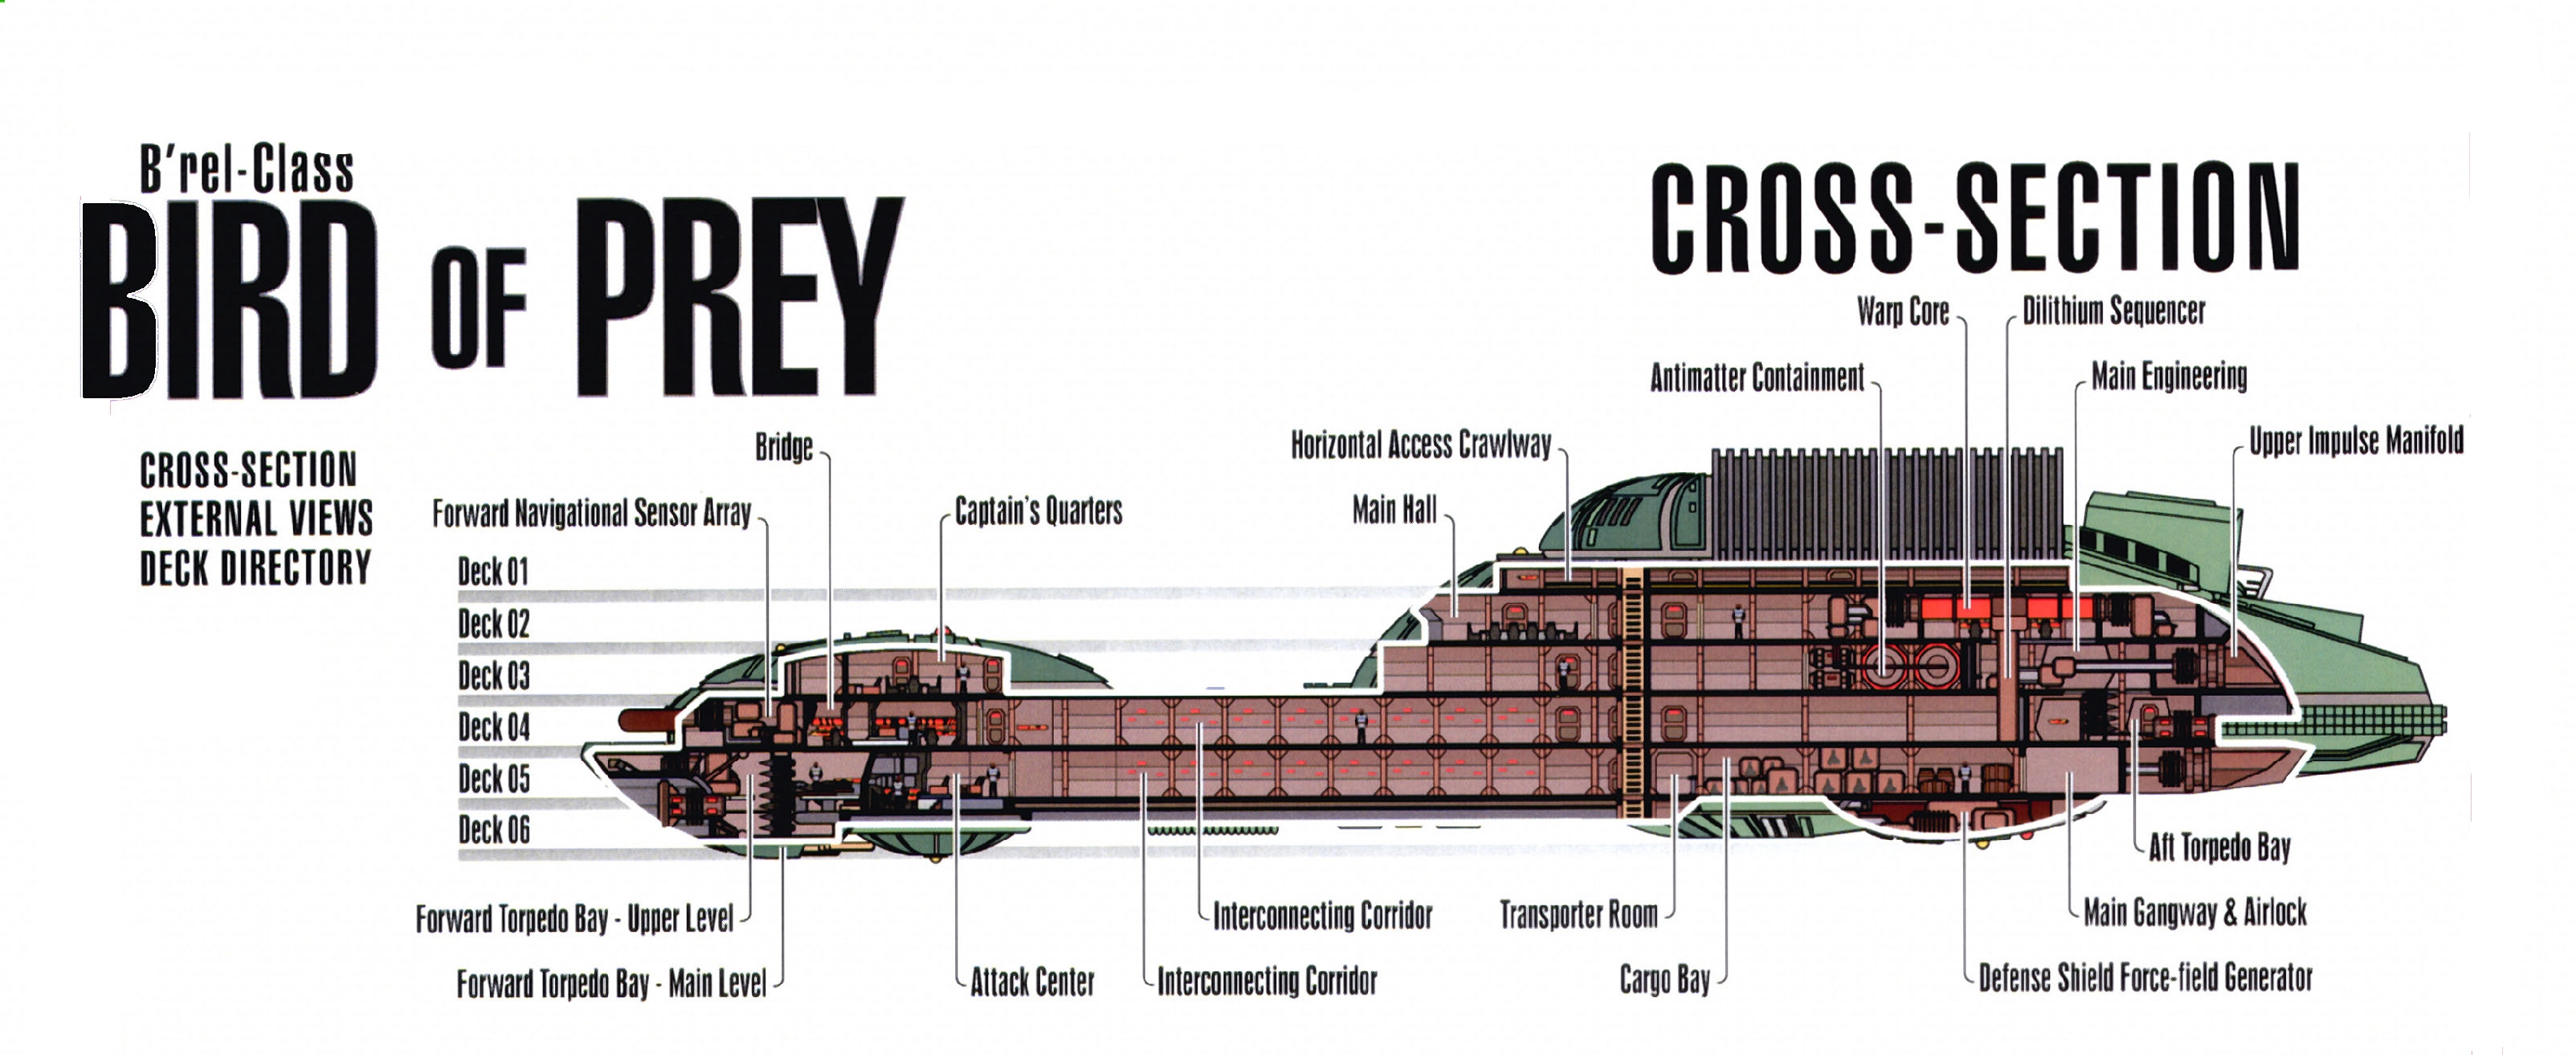 B'rel-Class
BIRD OF PREY
CROSS-SECTION
EXTERNAL VIEWS
DECK DIRECTORY
CROSS-SECTION
Warp Core
Dilithium Sequencer
Antimatter Containment
Main Engineering
Bridge
Horizontal Access Crawlway
Upper Impulse Manifold
Forward Navigational Sensor Array
Captain's Quarters
Main Hall
Deck 01
Deck 02
Deck 03
Deck 04
Deck 05
Deck 06
Aft Torpedo Bay
Forward Torpedo Bay - Upper Level
Interconnecting Corridor
Transporter Room
Main Gangway & Airlock
Forward Torpedo Bay - Main Level
Attack Center
Interconnecting Corridor
Cargo Bay
Defense Shield Force-field Generator